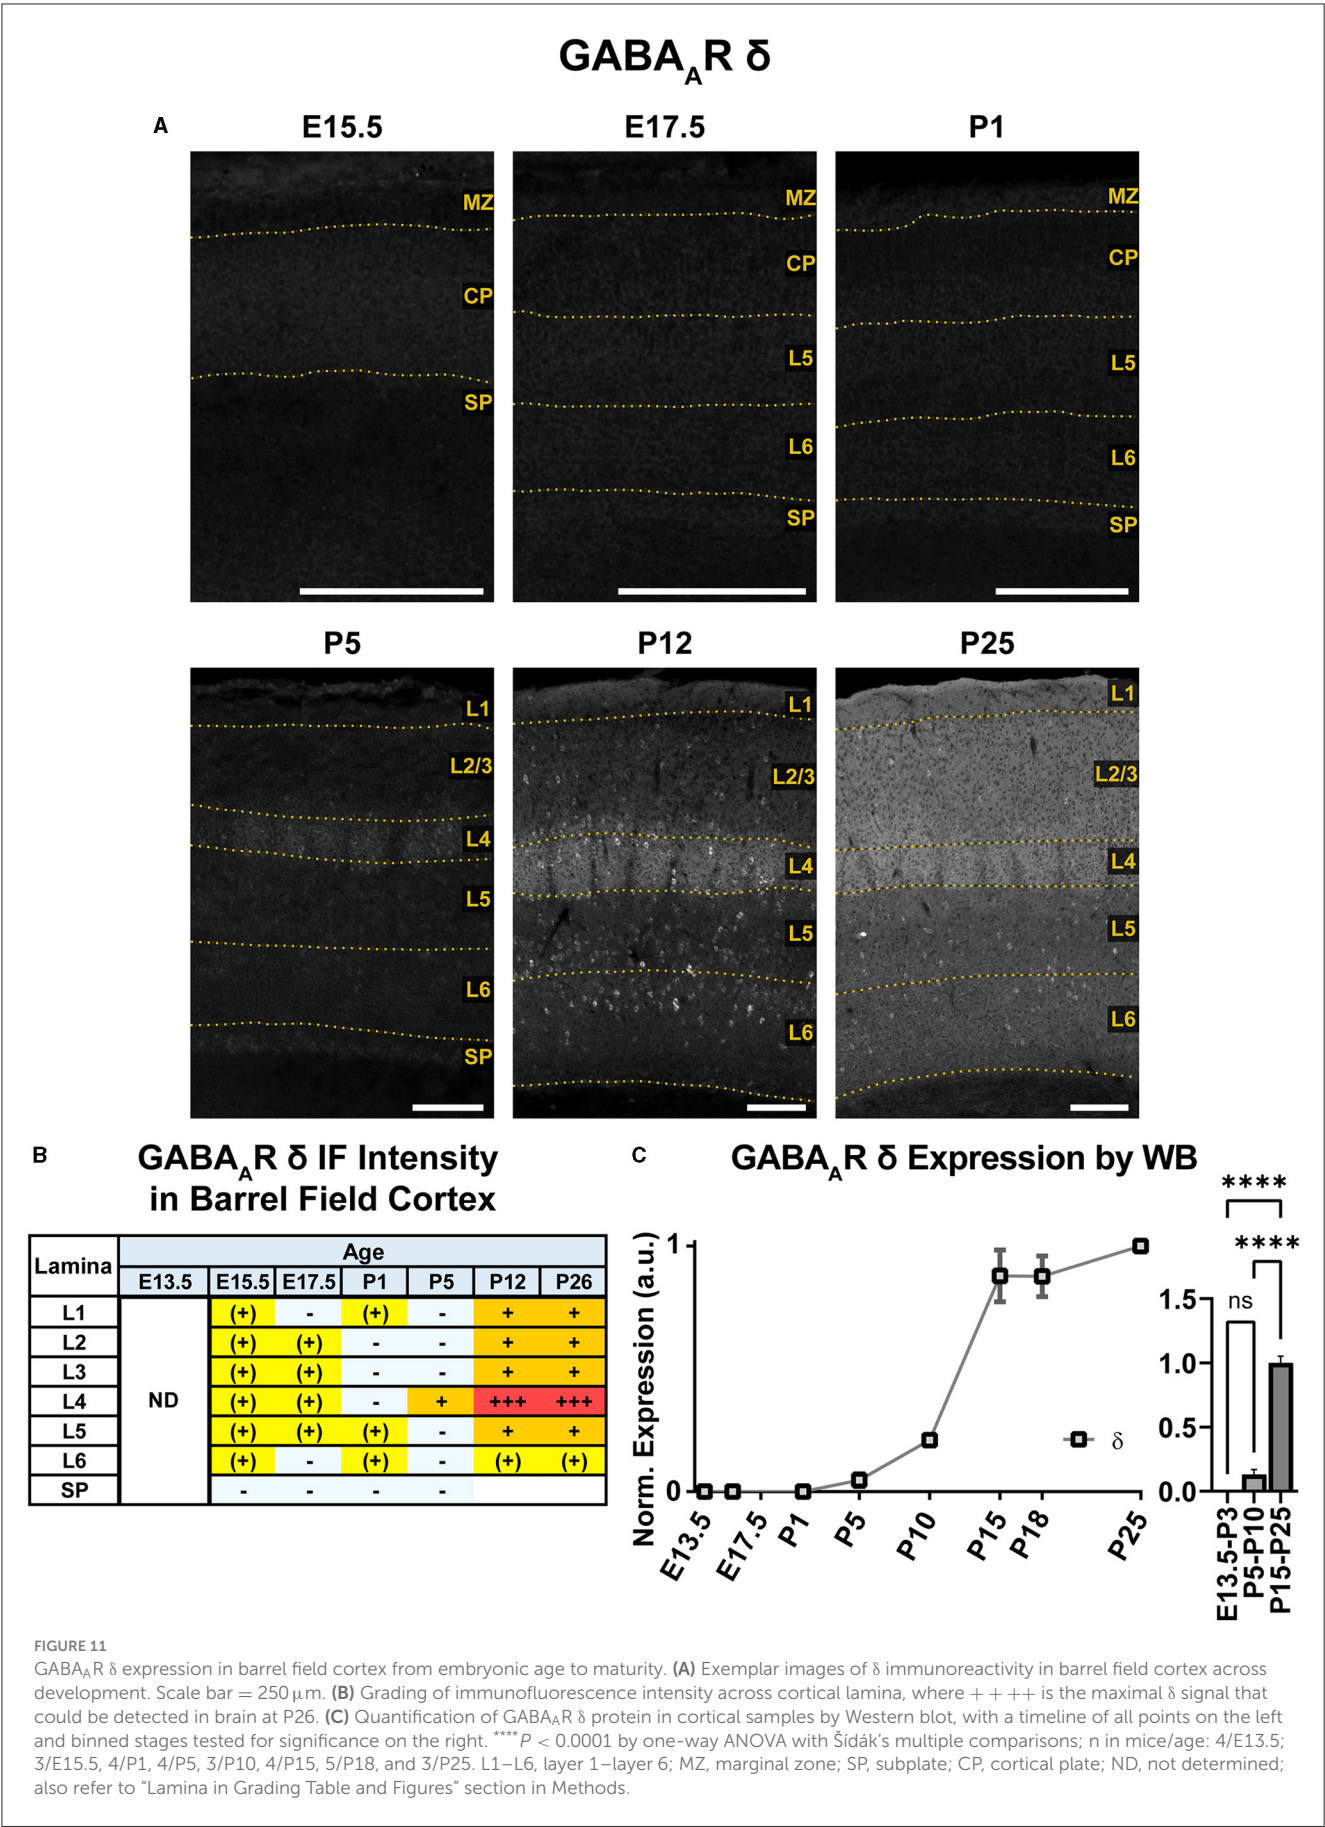 GABAAR δ
A
E15.5 E17.5 P1
MZ
CP
SP
MZ
CP
L5
L6
SP
MZ
CP
L5
L6
SP
P5 P12 P25
L1
L2/3
L4
L5
L6
SP
L1
L2/3
L4
L5
L6
L1
L2/3
L4
L5
L6
B
GABAAR δ IF Intensity
in Barrel Field Cortex
Lamina Age
E13.5 E15.5 E17.5 P1 P5 P12 P26
L1 (+) - (+) - + +
L2 (+) (+) - - + +
L3 (+) (+) - - + +
L4 ND (+) (+) - + +++ +++
L5 (+) (+) (+) - + +
L6 (+) - (+) - (+) (+)
SP - - - -
C
GABAAR δ Expression by WB
Norm. Expression (a.u.)
1
0
E13.5 E17.5 P1 P5 P10 P15 P18 P25
δ
****
****
ns
1.5
1.0
0.5
0.0
E13.5-P3
P5-P10
P15-P25
FIGURE 11
GABAAR δ expression in barrel field cortex from embryonic age to maturity. (A) Exemplar images of δ immunoreactivity in barrel field cortex across
development. Scale bar = 250 μm. (B) Grading of immunofluorescence intensity across cortical lamina, where + + ++ is the maximal δ signal that
could be detected in brain at P26. (C) Quantification of GABAAR δ protein in cortical samples by Western blot, with a timeline of all points on the left
and binned stages tested for significance on the right. ****P < 0.0001 by one-way ANOVA with Šídák's multiple comparisons; n in mice/age: 4/E13.5;
3/E15.5, 4/P1, 4/P5, 3/P10, 4/P15, 5/P18, and 3/P25. L1–L6, layer 1–layer 6; MZ, marginal zone; SP, subplate; CP, cortical plate; ND, not determined;
also refer to "Lamina in Grading Table and Figures" section in Methods.